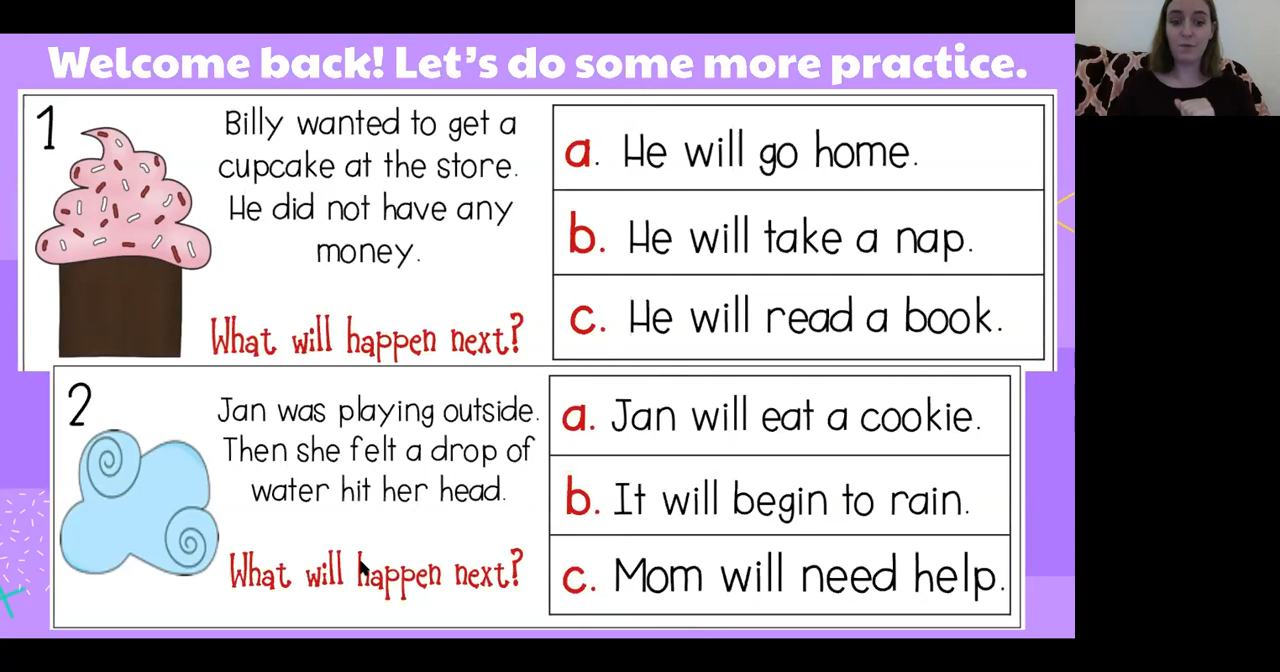 Welcome back! Let's do some more practice.
1
Billy wanted to get a
cupcake at the store.
He did not have any
money.
What will happen next?
a. He will go home.
b. He will take a nap.
c. He will read a book.
2
Jan was playing outside.
Then she felt a drop of
water hit her head.
What will happen next?
a. Jan will eat a cookie.
b. It will begin to rain.
c. Mom will need help.